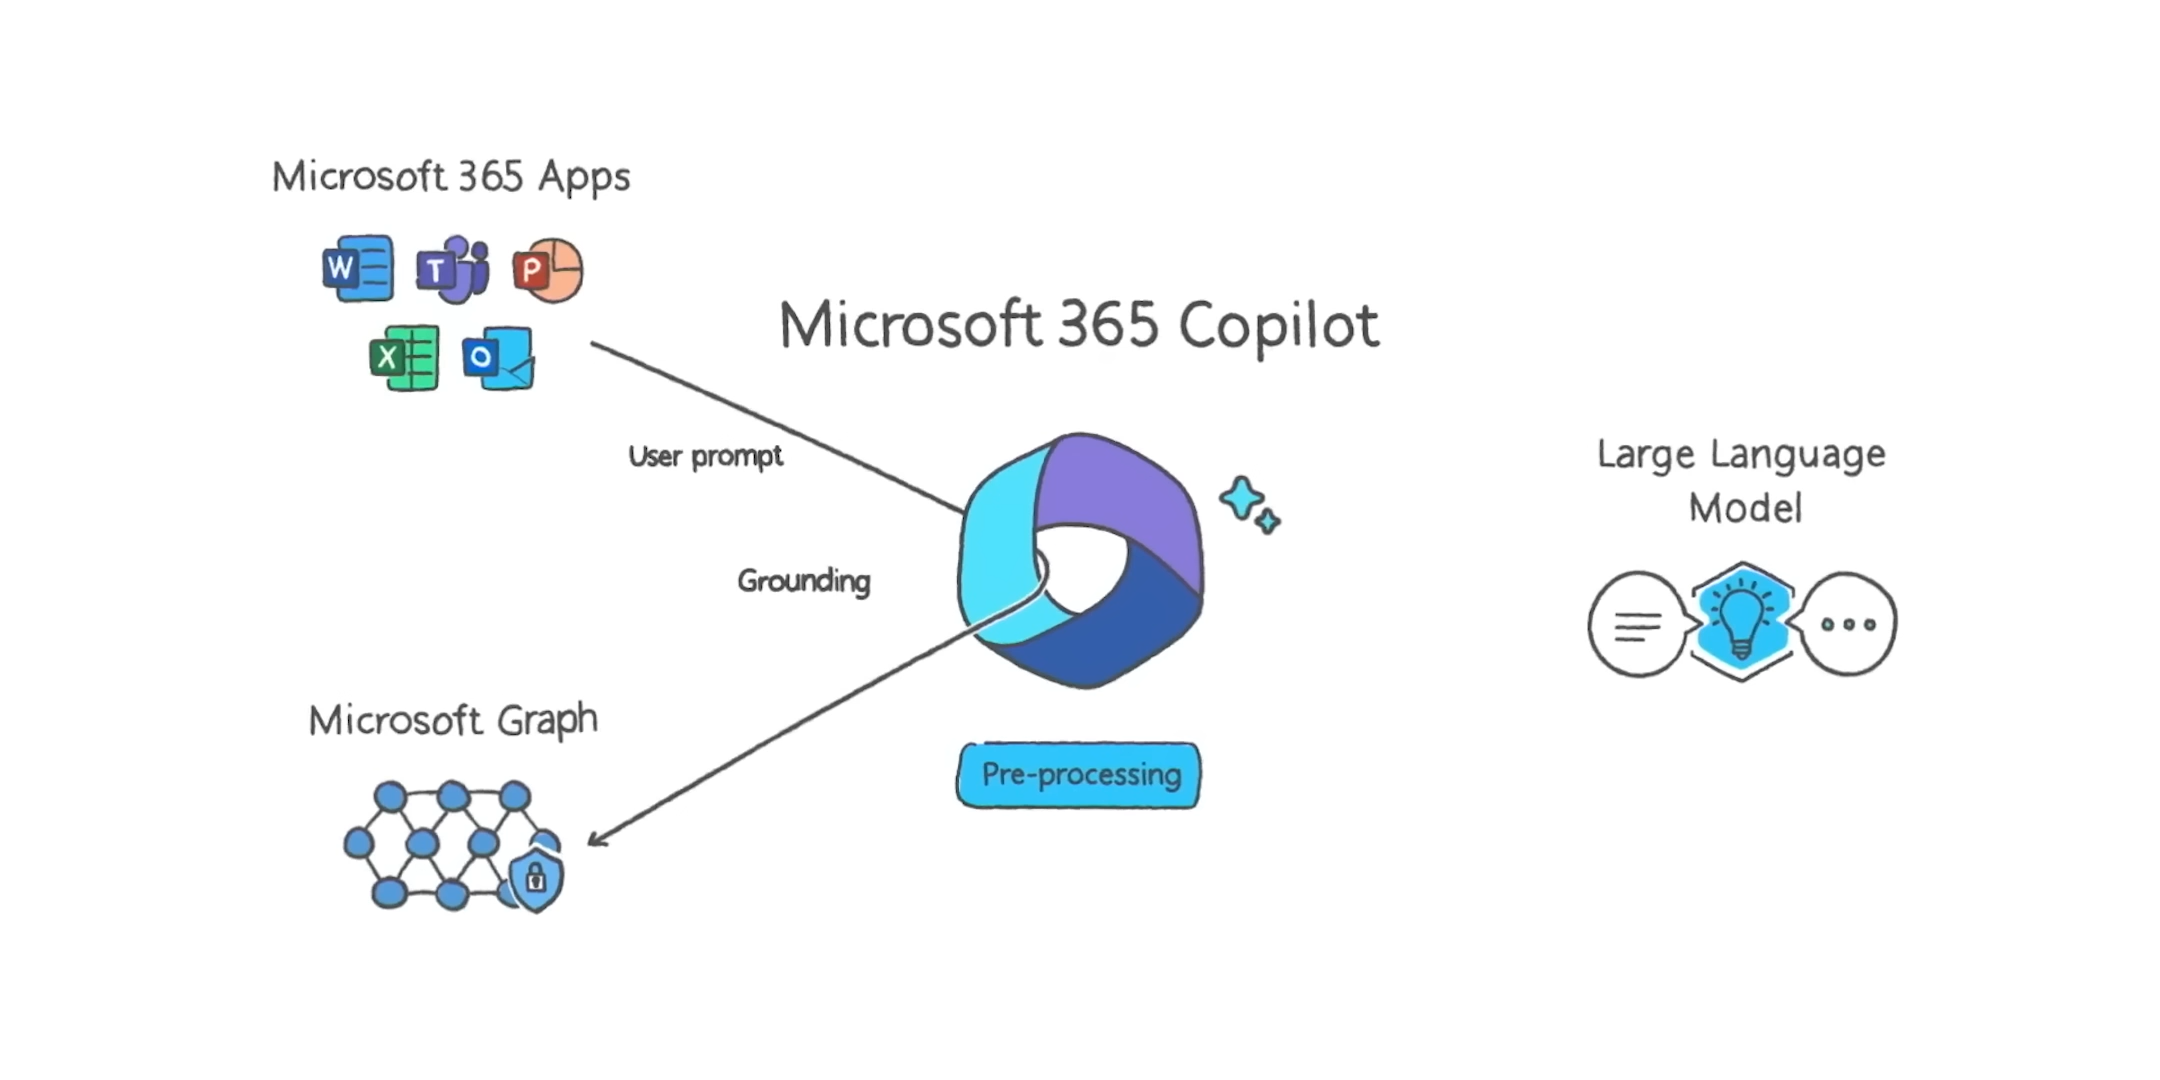 Microsoft 365 Apps
W
T
P
X
O
Microsoft 365 Copilot
User prompt
Grounding
Large Language
Model
Microsoft Graph
Pre-processing